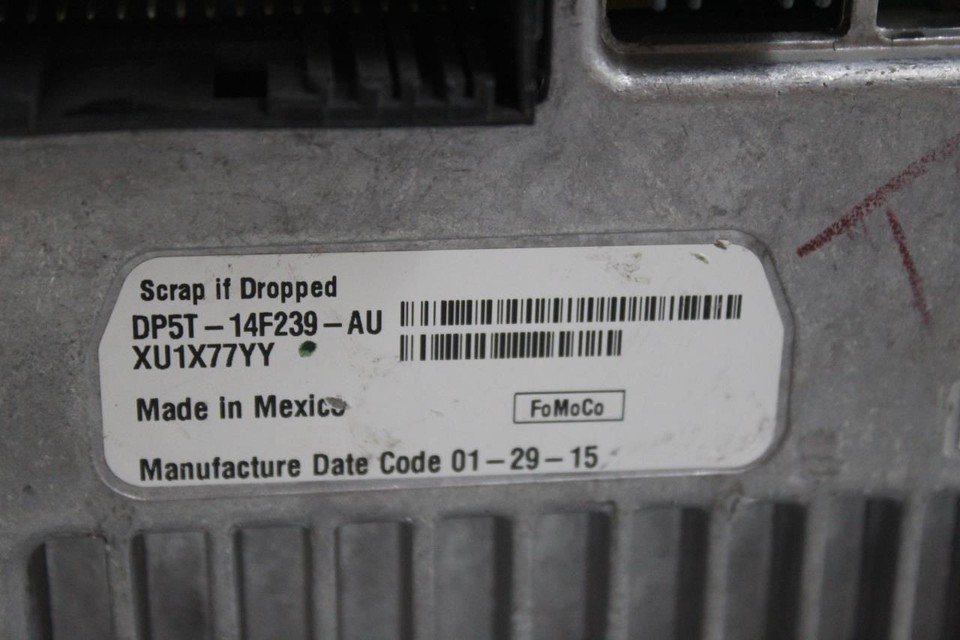 Scrap if Dropped
DP5T-14F239-AU
XU1X77YY
Made in Mexico
FoMoCo
Manufacture Date Code 01-29-15